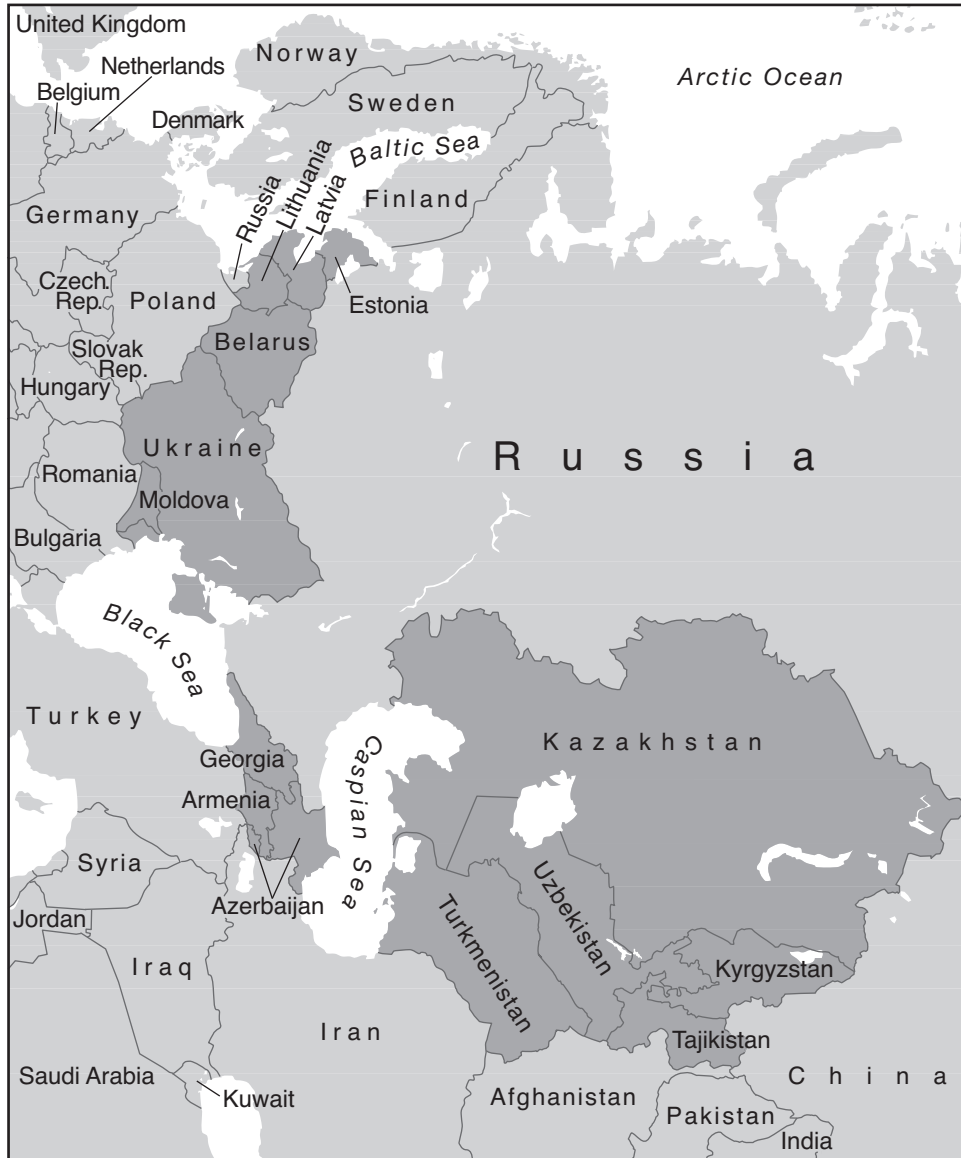 United Kingdom
Norway
Netherlands
Arctic Ocean
Belgium
Sweden
Denmark
Baltic Sea
Russia
Lithuania
Latvia
Finland
Germany
Czech.
Rep.
Poland
Estonia
Belarus
Slovak
Rep.
Hungary
Ukraine
Russia
Romania
Moldova
Bulgaria
Black Sea
Turkey
Georgia
Caspian Sea
Kazakhstan
Armenia
Syria
Azerbaijan
Uzbekistan
Jordan
Turkmenistan
Iraq
Kyrgyzstan
Iran
Tajikistan
Saudi Arabia
China
Kuwait
Afghanistan
Pakistan
India